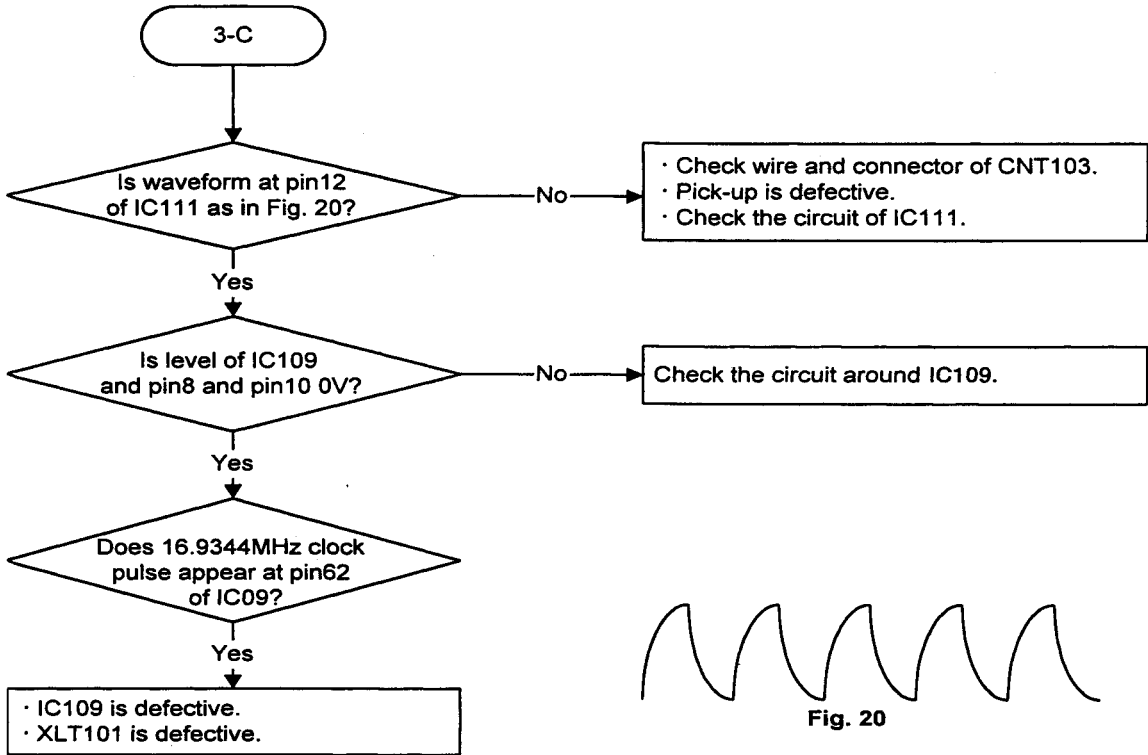 3-C
Is waveform at pin12
of IC111 as in Fig. 20?
No
· Check wire and connector of CNT103.
· Pick-up is defective.
· Check the circuit of IC111.
Yes
Is level of IC109
and pin8 and pin10 0V?
No
Check the circuit around IC109.
Yes
Does 16.9344MHz clock
pulse appear at pin62
of IC09?
Yes
· IC109 is defective.
· XLT101 is defective.
Fig. 20